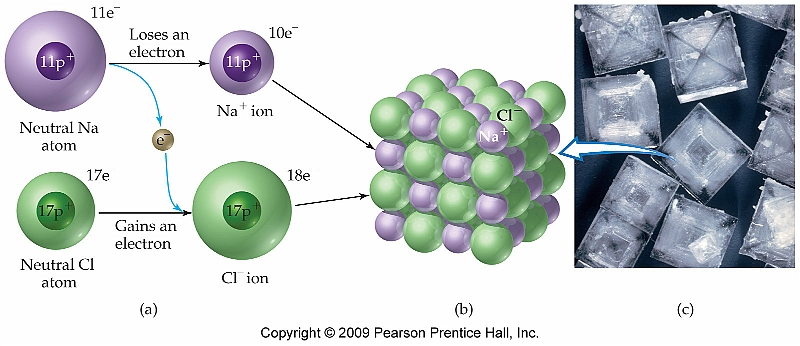 11e⁻
Loses an
electron
10e⁻
11p⁺
11p⁺
Neutral Na
atom
Na⁺ ion
e⁻
17e
18e
17p⁺
17p⁺
Gains an
electron
Neutral Cl
atom
Cl⁻ ion
Cl⁻
Na⁺
(a)
(b)
(c)
Copyright © 2009 Pearson Prentice Hall, Inc.